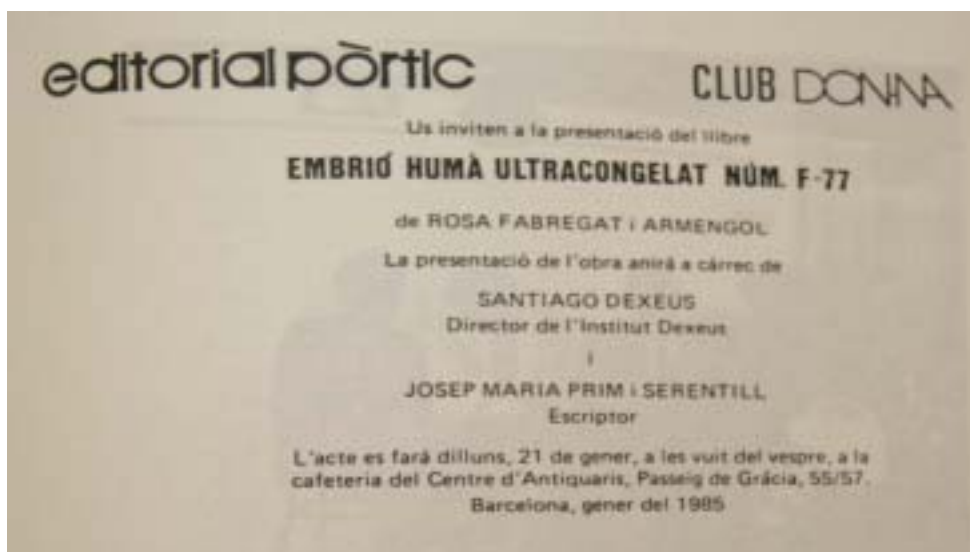 editorial pòrtic
CLUB DONNA
Us inviten a la presentació del llibre
EMBRIÓ HUMÀ ULTRACONGELAT NÚM. F-77
de ROSA FABREGAT i ARMENGOL
La presentació de l'obra anirà a càrrec de
SANTIAGO DEXEUS
Director de l'Institut Dexeus
i
JOSEP MARIA PRIM i SERENTILL
Escriptor
L'acte es farà dilluns, 21 de gener, a les vuit del vespre, a la
cafeteria del Centre d'Antiquaris, Passeig de Gràcia, 55/57.
Barcelona, gener del 1985